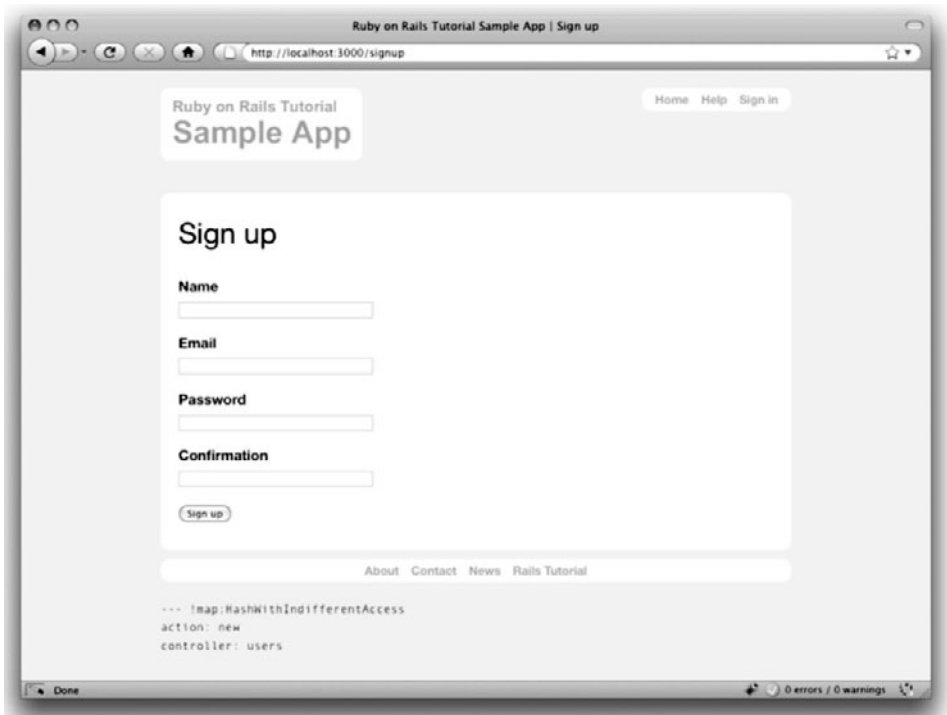 Ruby on Rails Tutorial Sample App | Sign up
http://localhost:3000/signup
Ruby on Rails Tutorial
Sample App
Home Help Sign in
Sign up
Name
Email
Password
Confirmation
Sign up
About Contact News Rails Tutorial
--- !map:HashWithIndifferentAccess
action: new
controller: users
Done
0 errors / 0 warnings